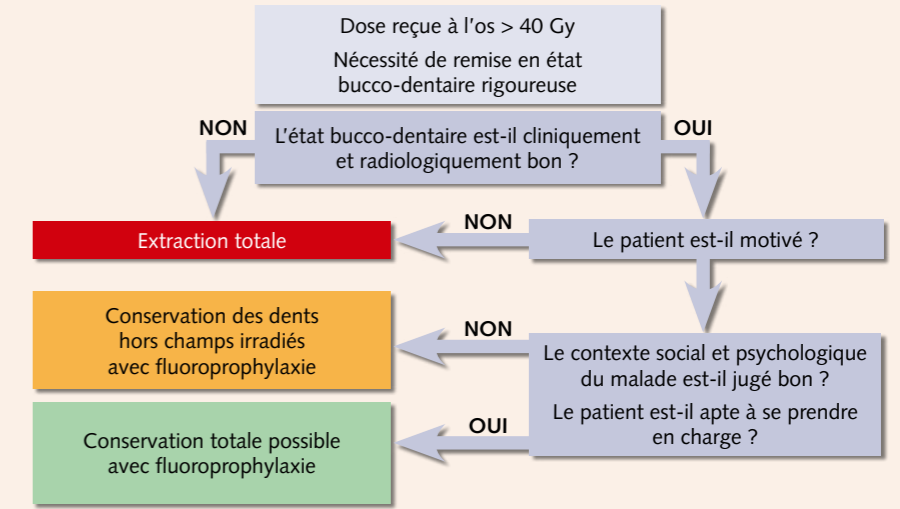 Dose reçue à l'os > 40 Gy
Nécessité de remise en état
bucco-dentaire rigoureuse
NON
L'état bucco-dentaire est-il cliniquement
et radiologiquement bon ?
OUI
Extraction totale
NON
Le patient est-il motivé ?
Conservation des dents
hors champs irradiés
avec fluoroprophylaxie
NON
Le contexte social et psychologique
du malade est-il jugé bon ?
Le patient est-il apte à se prendre
en charge ?
OUI
Conservation totale possible
avec fluoroprophylaxie